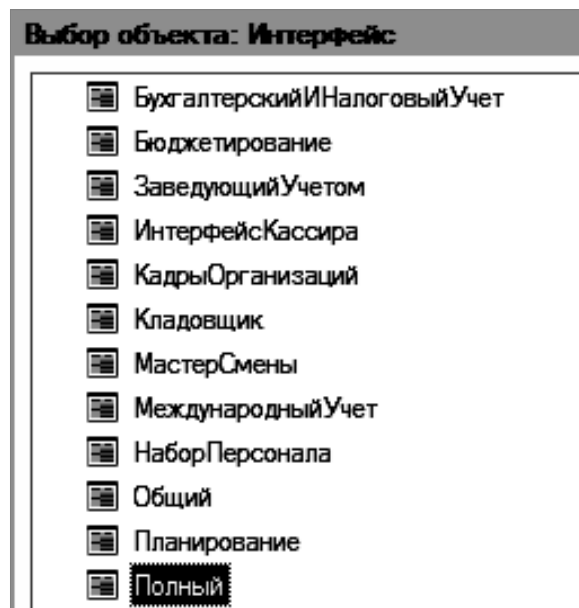 Выбор объекта: Интерфейс
БухгалтерскийИНалоговыйУчет
Бюджетирование
ЗаведующийУчетом
ИнтерфейсКассира
КадрыОрганизаций
Кладовщик
МастерСмены
МеждународныйУчет
НаборПерсонала
Общий
Планирование
Полный